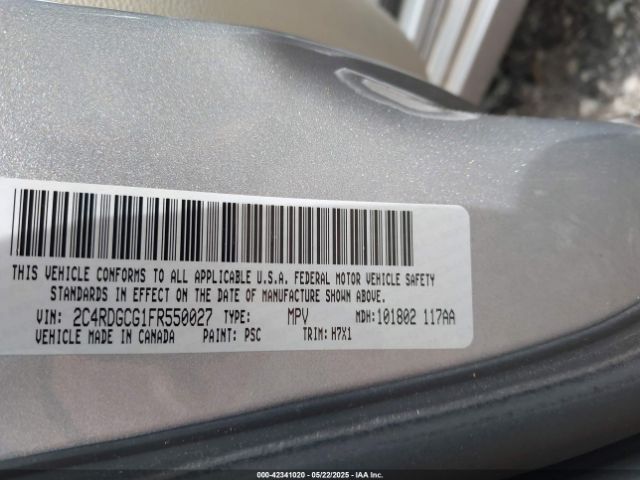 THIS VEHICLE CONFORMS TO ALL APPLICABLE U.S.A. FEDERAL MOTOR VEHICLE SAFETY
STANDARDS IN EFFECT ON THE DATE OF MANUFACTURE SHOWN ABOVE.
VIN: 2C4RDGCG1FR550027 TYPE: MPV MDH: 101802 117AA
VEHICLE MADE IN CANADA PAINT: PSC TRIM: H7X1
000-42341020 - 05/22/2025 - IAA Inc.